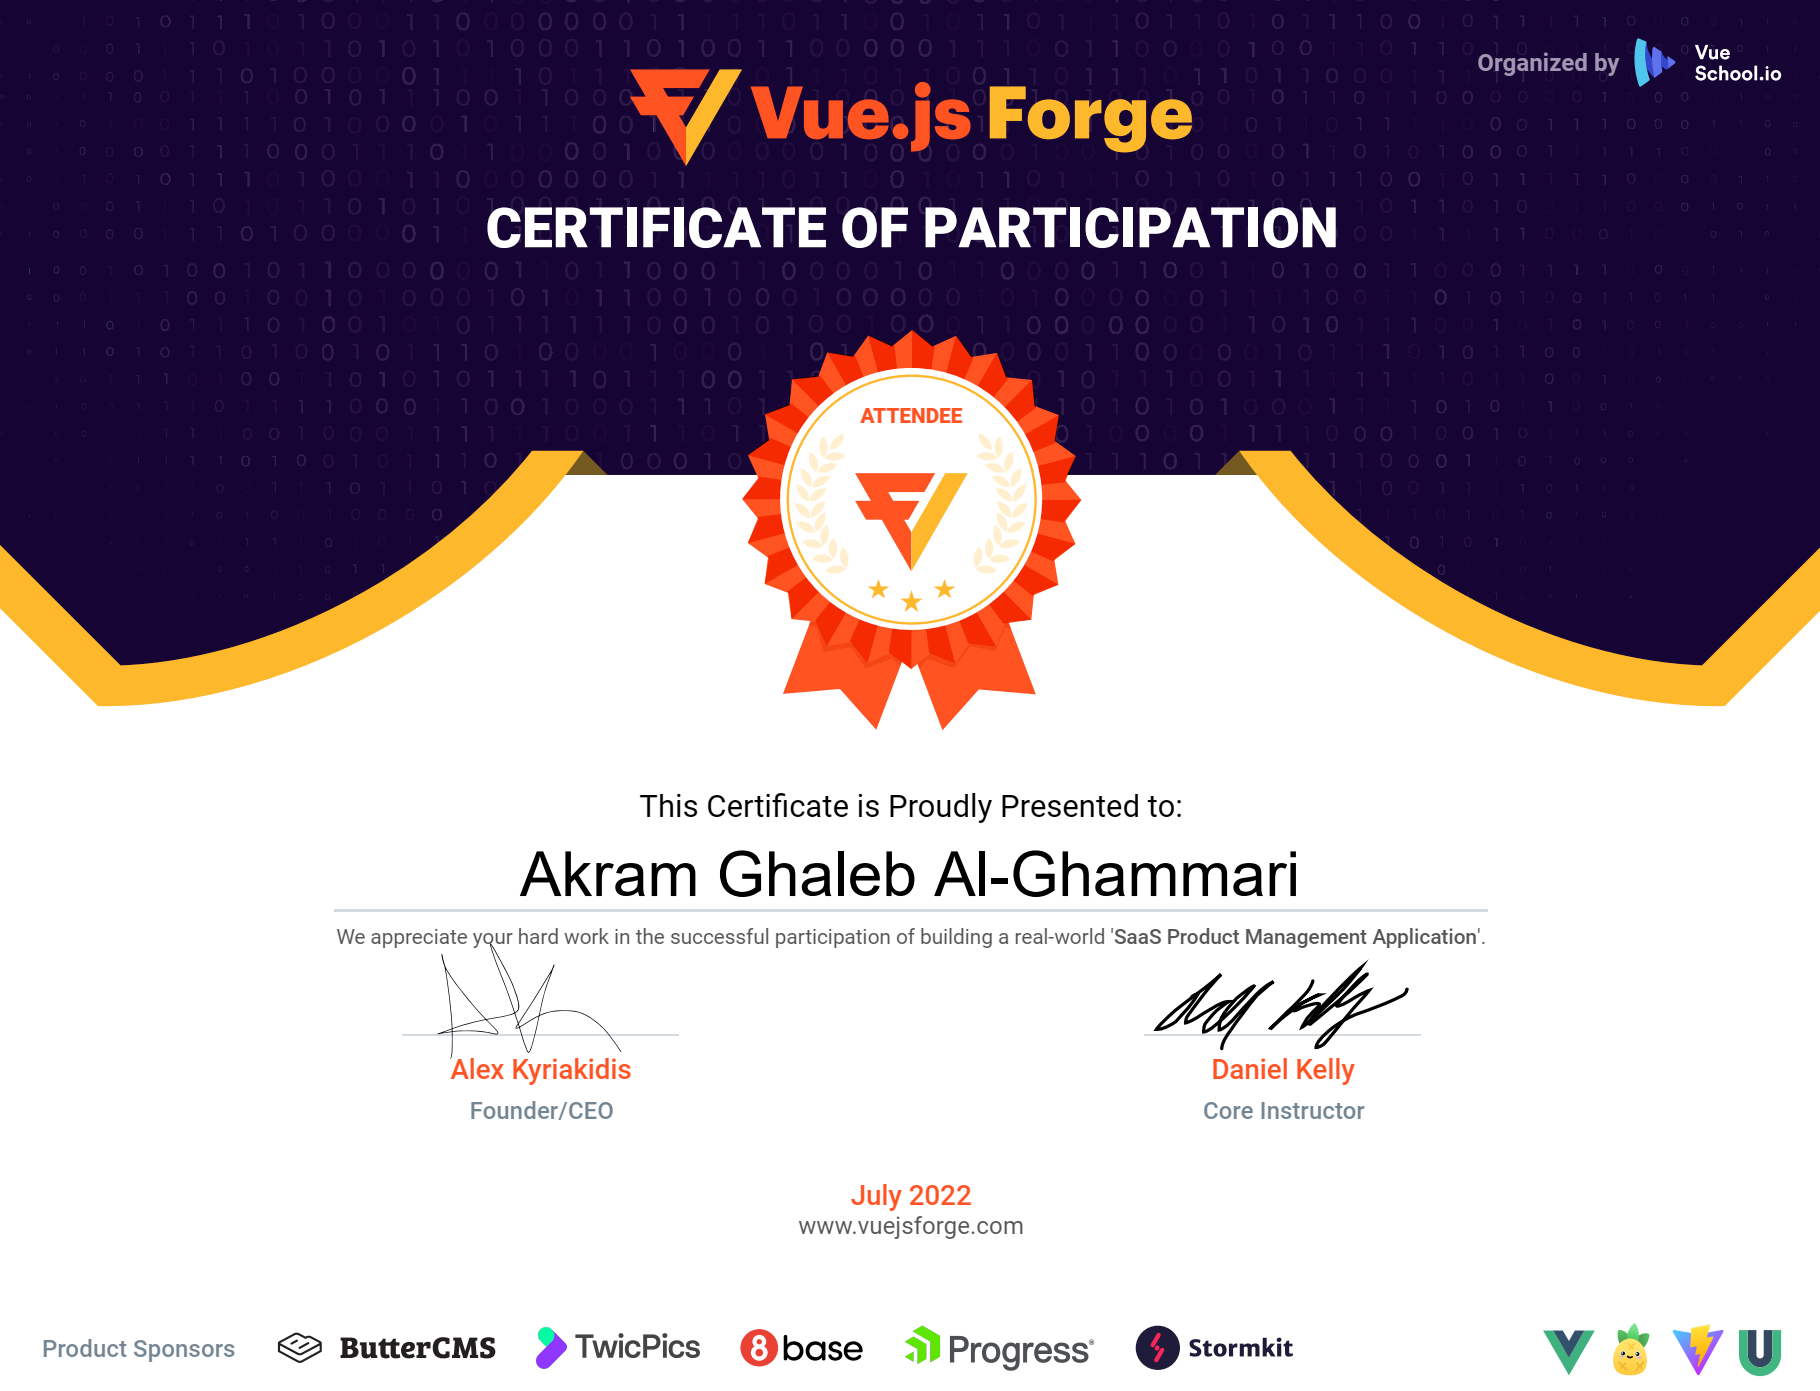 Organized by
Vue
School.io
Vue.js Forge
CERTIFICATE OF PARTICIPATION
ATTENDEE
This Certificate is Proudly Presented to:
Akram Ghaleb Al-Ghammari
We appreciate your hard work in the successful participation of building a real-world 'SaaS Product Management Application'.
Alex Kyriakidis
Daniel Kelly
Founder/CEO
Core Instructor
July 2022
www.vuejsforge.com
Product Sponsors ButterCMS TwicPics 8base Progress® Stormkit